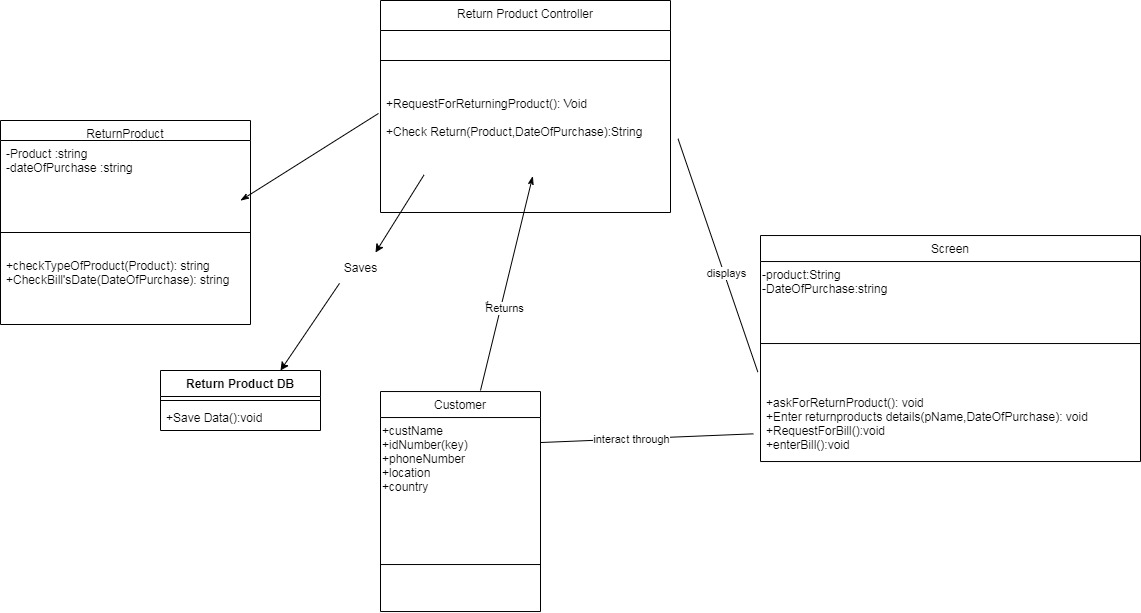 Return Product Controller
+RequestForReturningProduct(): Void
+Check Return(Product,DateOfPurchase):String
ReturnProduct
-Product :string
-dateOfPurchase :string
+checkTypeOfProduct(Product): string
+CheckBill'sDate(DateOfPurchase): string
Saves
Return Product DB
+Save Data():void
Returns
Customer
+custName
+idNumber(key)
+phoneNumber
+location
+country
interact through
displays
Screen
-product:String
-DateOfPurchase:string
+askForReturnProduct(): void
+Enter returnproducts details(pName,DateOfPurchase): void
+RequestForBill():void
+enterBill():void